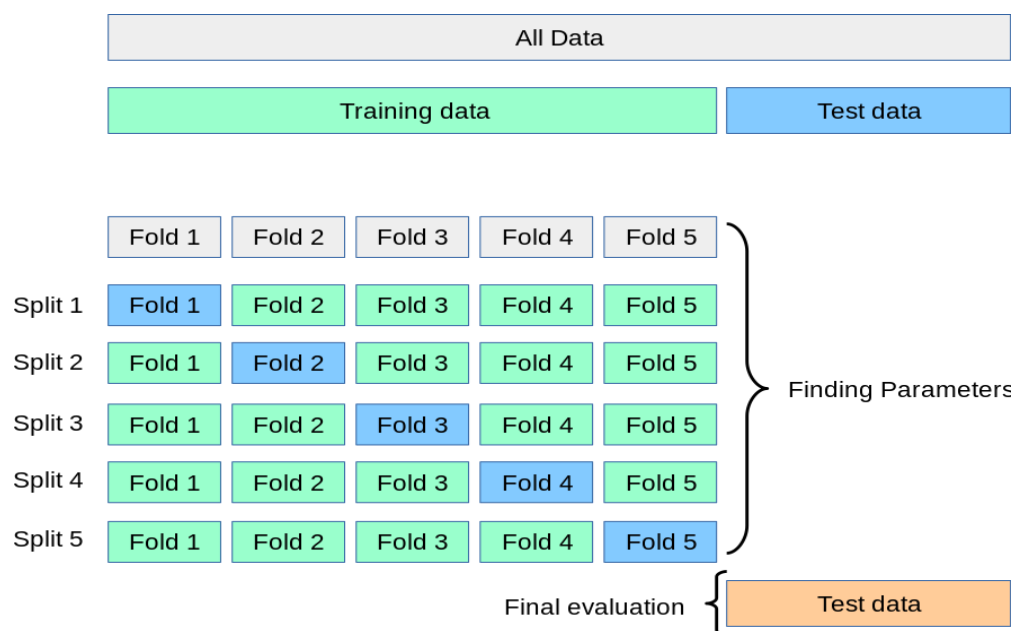 All Data
Training data Test data
Fold 1 Fold 2 Fold 3 Fold 4 Fold 5
Split 1 Fold 1 Fold 2 Fold 3 Fold 4 Fold 5
Split 2 Fold 1 Fold 2 Fold 3 Fold 4 Fold 5
Split 3 Fold 1 Fold 2 Fold 3 Fold 4 Fold 5
Split 4 Fold 1 Fold 2 Fold 3 Fold 4 Fold 5
Split 5 Fold 1 Fold 2 Fold 3 Fold 4 Fold 5
Finding Parameters
Final evaluation Test data